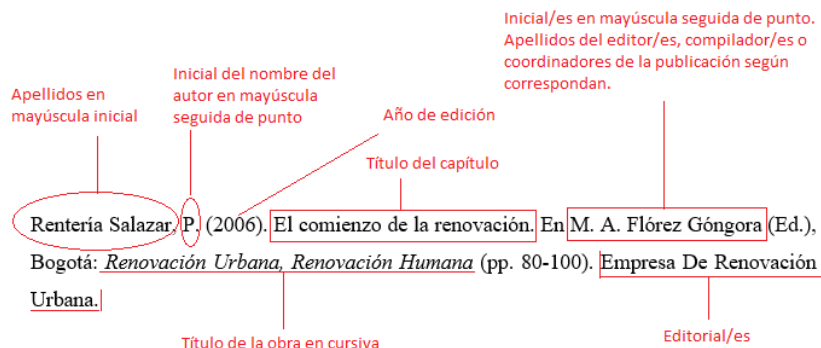 Inicial/es en mayúscula seguida de punto.
Apellidos del editor/es, compilador/es o
coordinadores de la publicación según
correspondan.
Inicial del nombre del
autor en mayúscula
seguida de punto
Apellidos en
mayúscula inicial
Año de edición
Título del capítulo
Rentería Salazar, P. (2006). El comienzo de la renovación. En M. A. Flórez Góngora (Ed.),
Bogotá: Renovación Urbana, Renovación Humana (pp. 80-100). Empresa De Renovación
Urbana.
Título de la obra en cursiva
Editorial/es